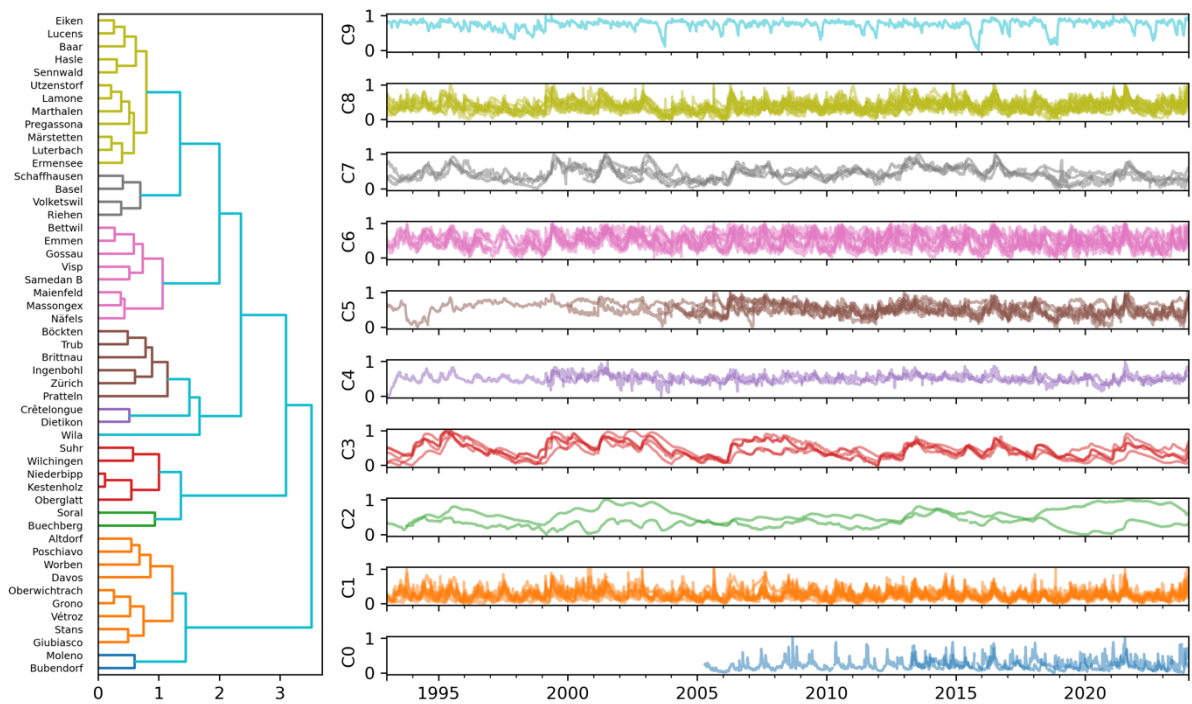 Eiken
Lucens
Baar
Hasle
Sennwald
Utzenstorf
Lamone
Marthalen
Pregassona
Märstetten
Luterbach
Ermensee
Schaffhausen
Basel
Volketswil
Riehen
Bettwil
Emmen
Gossau
Visp
Samedan B
Maienfeld
Massongex
Näfels
Böckten
Trub
Brittnau
Ingenbohl
Zürich
Pratteln
Crêtelongue
Dietikon
Wila
Suhr
Wilchingen
Niederbipp
Kestenholz
Oberglatt
Soral
Buechberg
Altdorf
Poschiavo
Worben
Davos
Oberwichtrach
Grono
Vétroz
Stans
Giubiasco
Moleno
Bubendorf
0 1 2 3
C9
1
0
C8
1
0
C7
1
0
C6
1
0
C5
1
0
C4
1
0
C3
1
0
C2
1
0
C1
1
0
C0
1
0
1995 2000 2005 2010 2015 2020